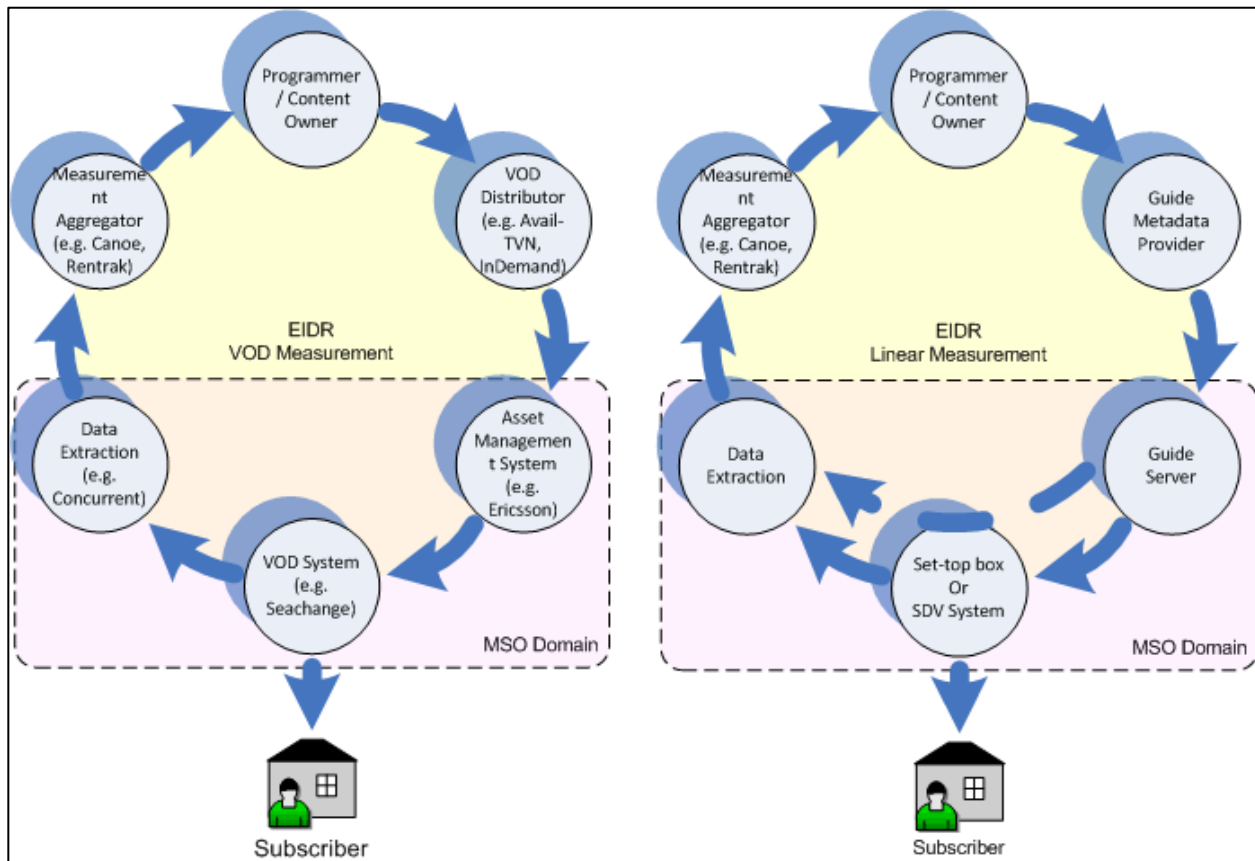 Programmer
/ Content
Owner
VOD
Distributor
(e.g. Avail-
TVN,
InDemand)
Asset
Managemen
t System
(e.g.
Ericsson)
VOD System
(e.g.
Seachange)
Data
Extraction
(e.g.
Concurrent)
Measureme
nt
Aggregator
(e.g. Canoe,
Rentrak)
EIDR
VOD Measurement
MSO Domain
Subscriber
Programmer
/ Content
Owner
Guide
Metadata
Provider
Guide
Server
Set-top box
Or
SDV System
Data
Extraction
Measureme
nt
Aggregator
(e.g. Canoe,
Rentrak)
EIDR
Linear Measurement
MSO Domain
Subscriber